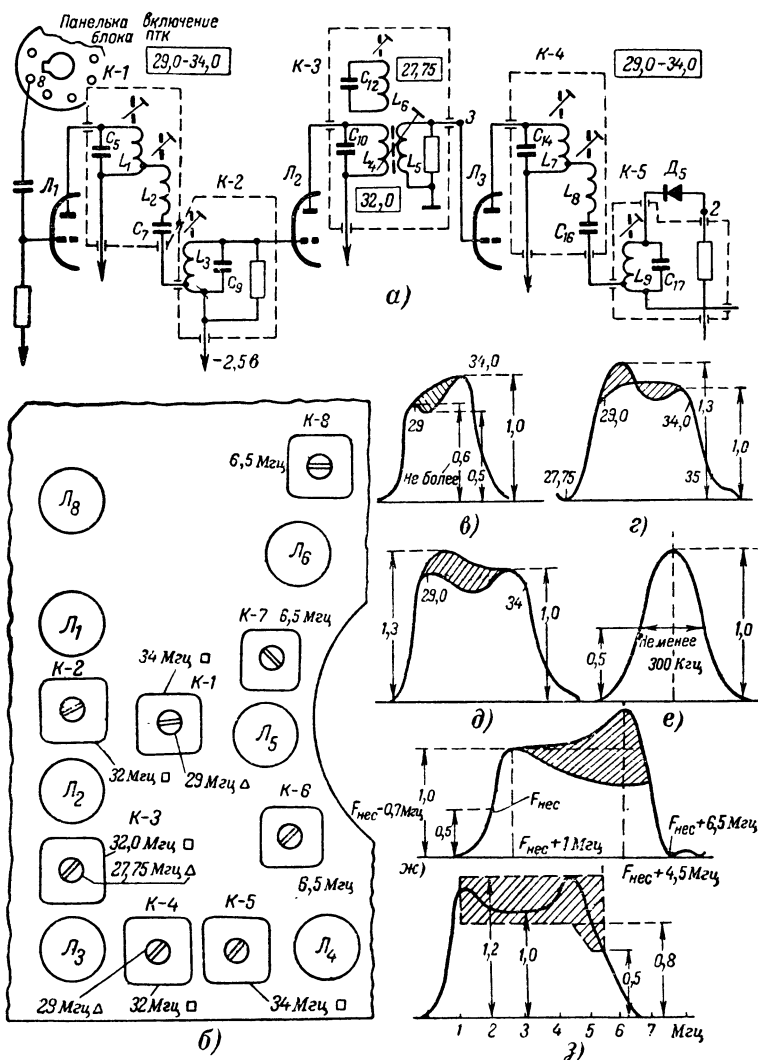 Панелька включение
блока птк
8
К-1
29,0-34,0
C5
L1
L2
C7
Л1
К-2
L3
C9
-2,5в
К-3
C12
27,75
L6
C10
L4
L5
32,0
Л2
3
Л3
К-4
29,0-34,0
C14
L7
L8
C16
К-5
Д5
2
L9
C17
а)
К-8
6,5 Мгц
Л8
Л6
Л1
К-7 6,5 Мгц
34 Мгц □
К-2
К-1
Л5
32 Мгц □
29 Мгц △
Л2
К-3
32,0 Мгц □
27,75 Мгц △
К-6
6,5 Мгц
К-4
К-5
Л3
Л4
29 Мгц △
32 Мгц □
34 Мгц □
б)
34,0
29
Не более
0,6
0,5
1,0
в)
29,0
34,0
1,3
1,0
27,75
35
г)
1,3
29,0
34
1,0
д)
0,5
Не менее
300 Кгц
1,0
е)
1,0
Fнес-0,7Мгц
0,5
Fнес
Fнес+1Мгц
Fнес+6,5Мгц
Fнес+4,5Мгц
ж)
1,2
1,0
0,5
0,8
1 2 3 4 5 6 7 Мгц
з)